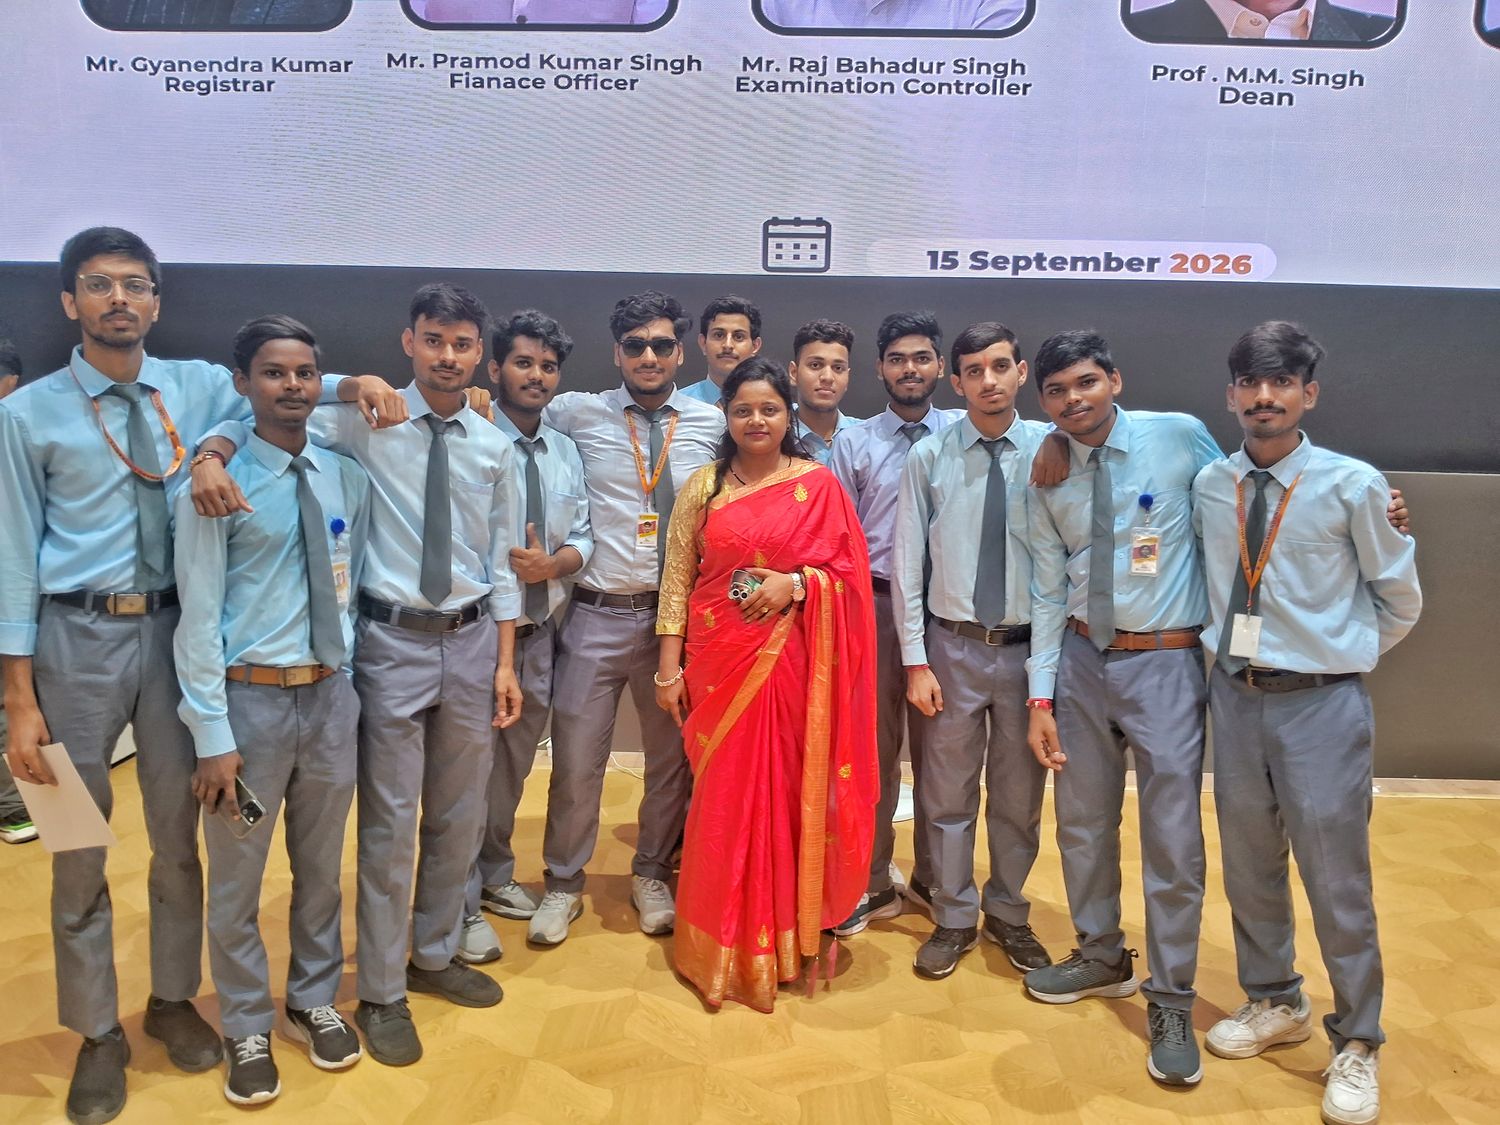 Mr. Gyanendra Kumar
Registrar
Mr. Pramod Kumar Singh
Fianace Officer
Mr. Raj Bahadur Singh
Examination Controller
Prof . M.M. Singh
Dean
15 September 2026